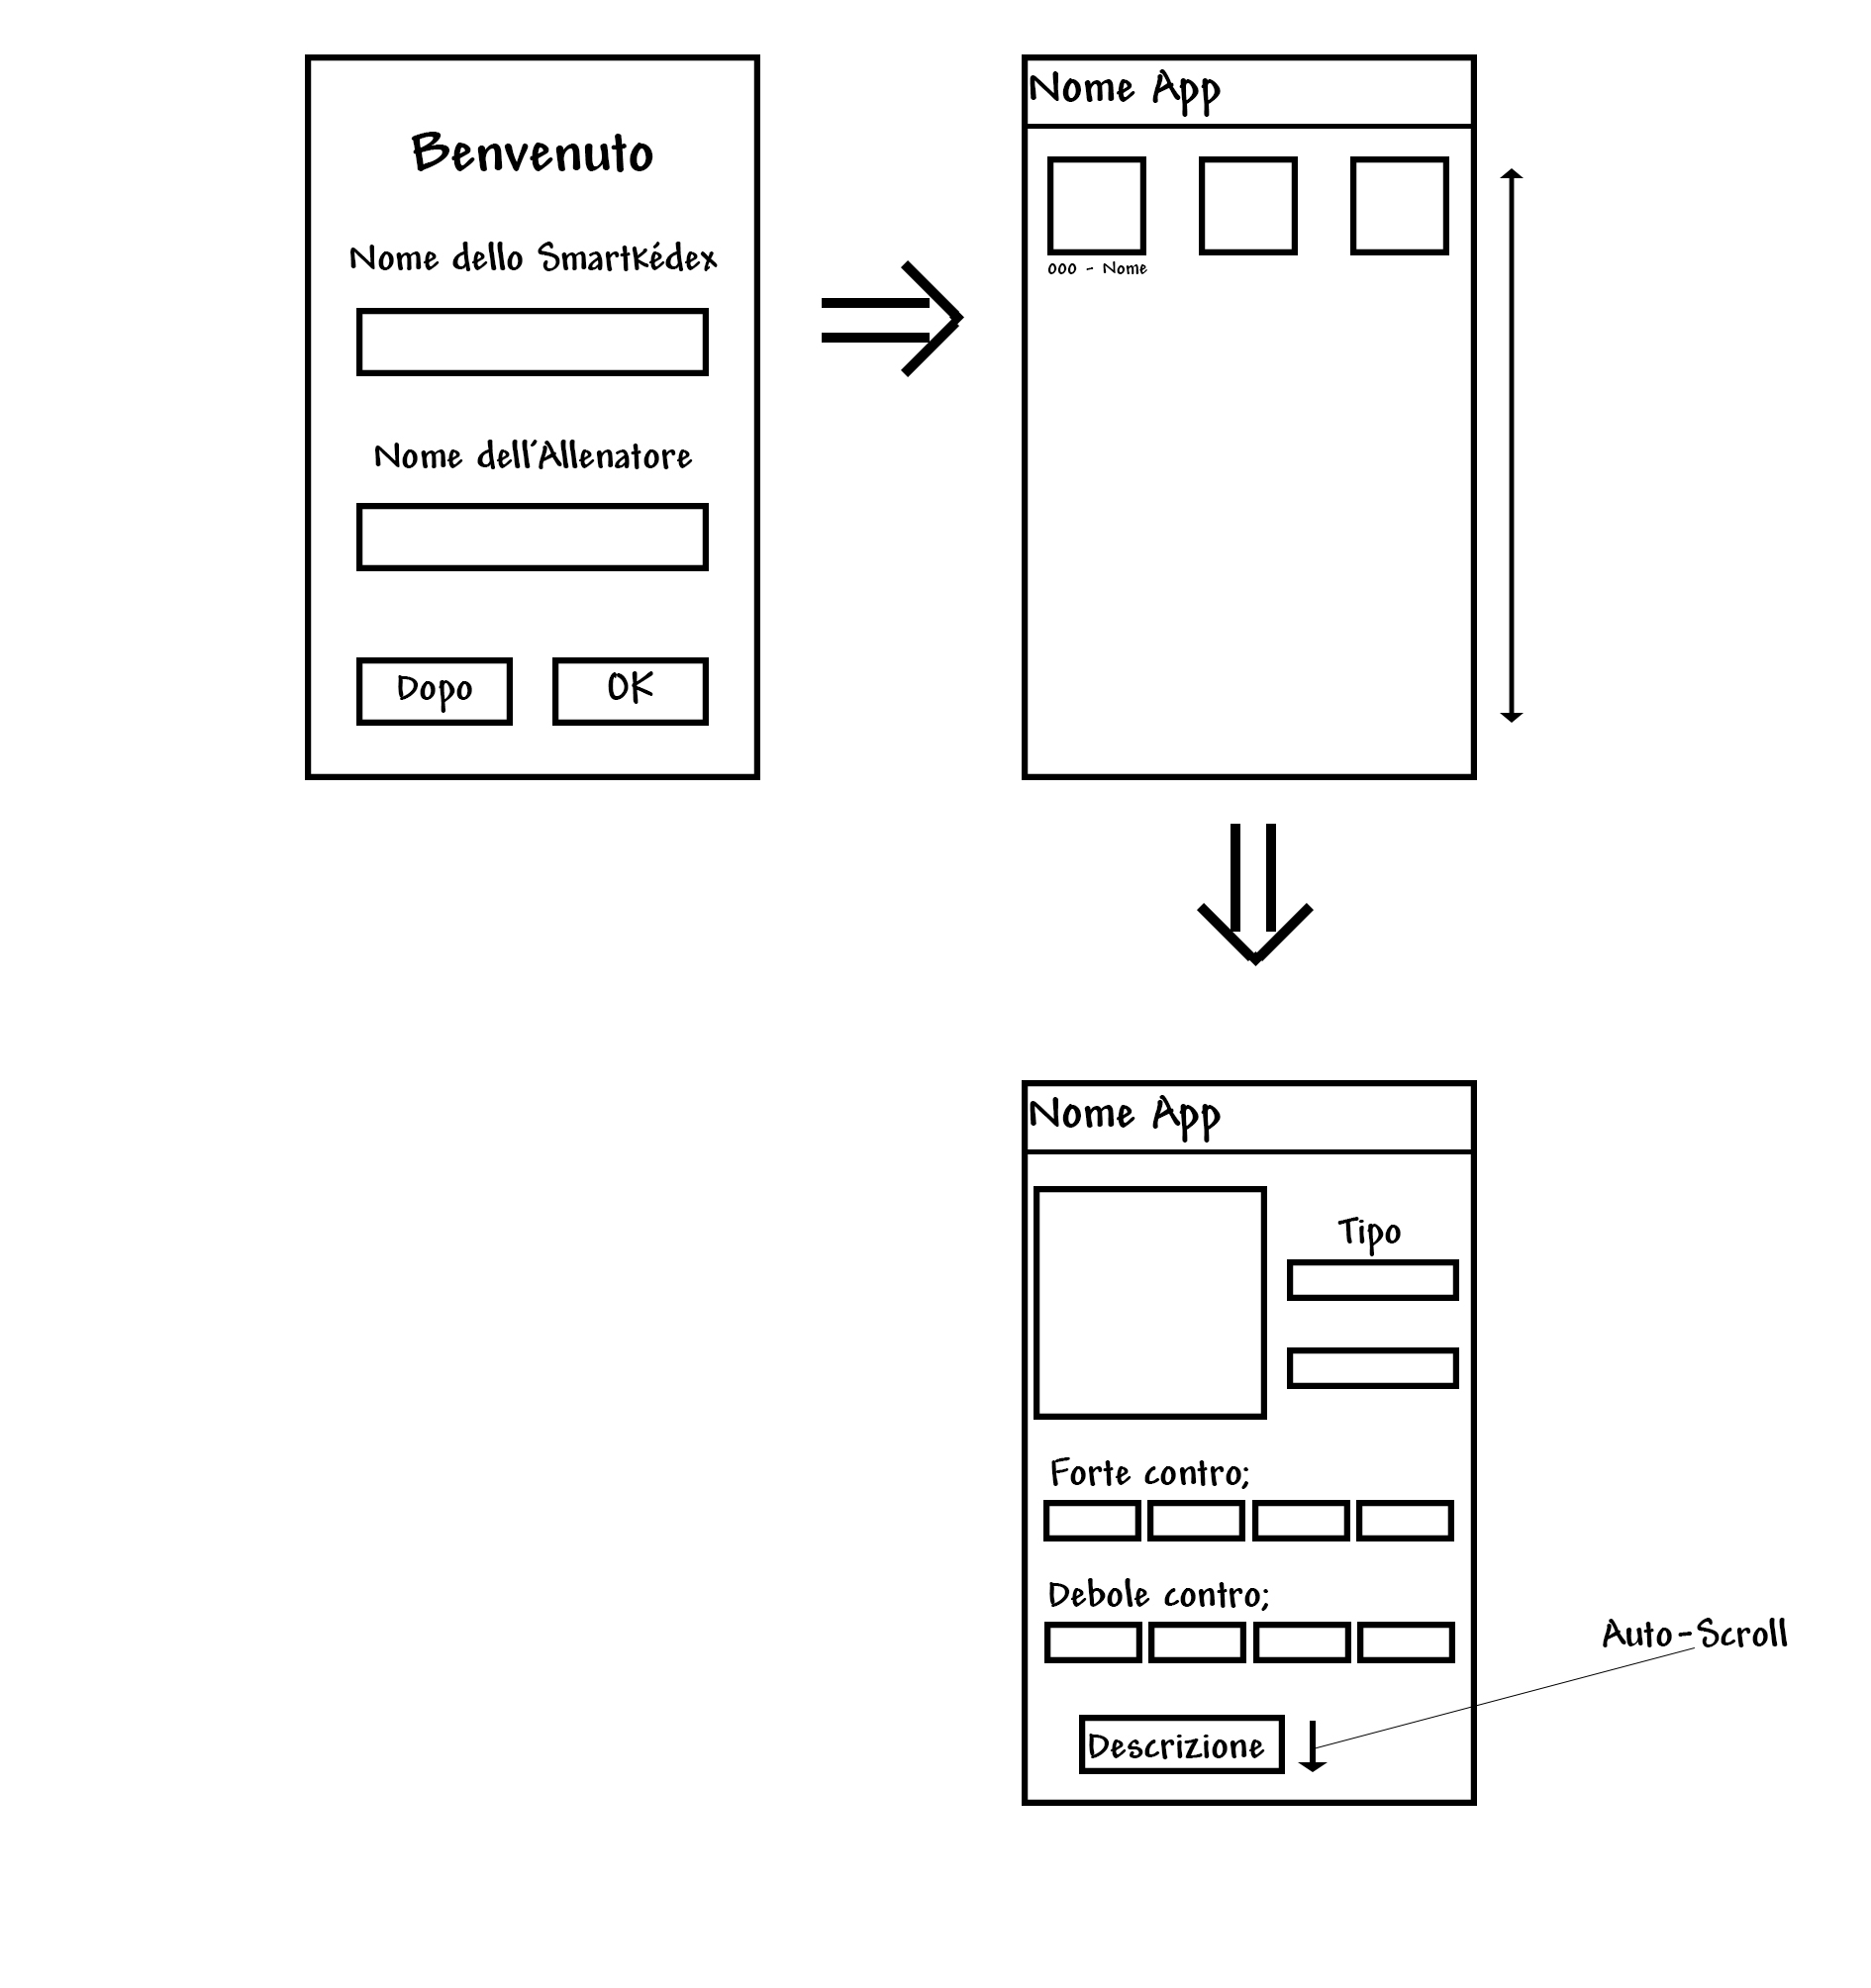 Benvenuto
Nome dello SmartKédex
Nome dell'Allenatore
Dopo
OK
Nome App
000 - Nome
Nome App
Tipo
Forte contro;
Debole contro;
Descrizione
Auto-Scroll